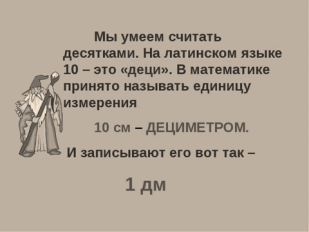 Мы умеем считать
десятками. На латинском языке
10 – это «деци». В математике
принято называть единицу
измерения
10 см – ДЕЦИМЕТРОМ.
И записывают его вот так –
1 дм